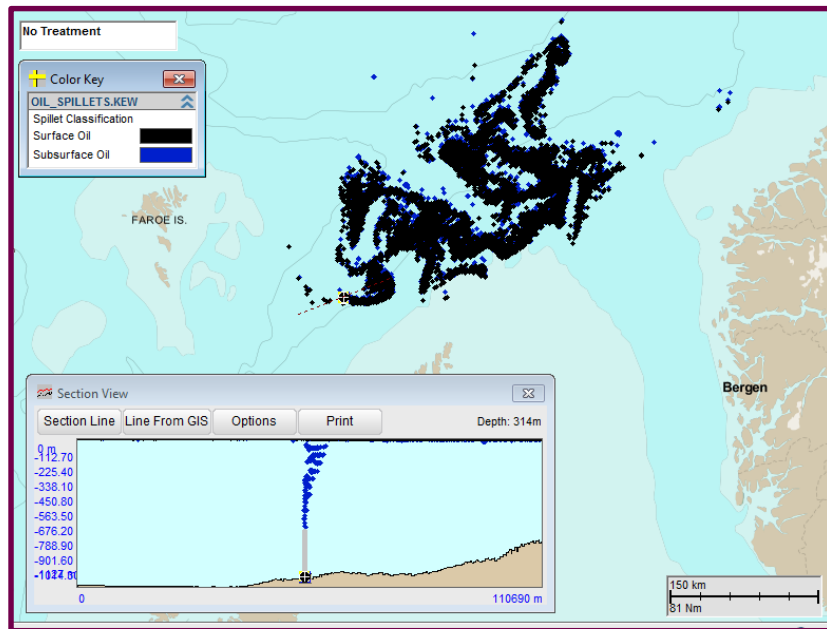 No Treatment
Color Key
OIL_SPILLETS.KEW
Spillet Classification
Surface Oil
Subsurface Oil
FAROE IS.
Bergen
Section View
Section Line Line From GIS Options Print Depth: 314m
0 m
-112.70
-225.40
-338.10
-450.80
-563.50
-676.20
-788.90
-901.60
0 110690 m
150 km
81 Nm